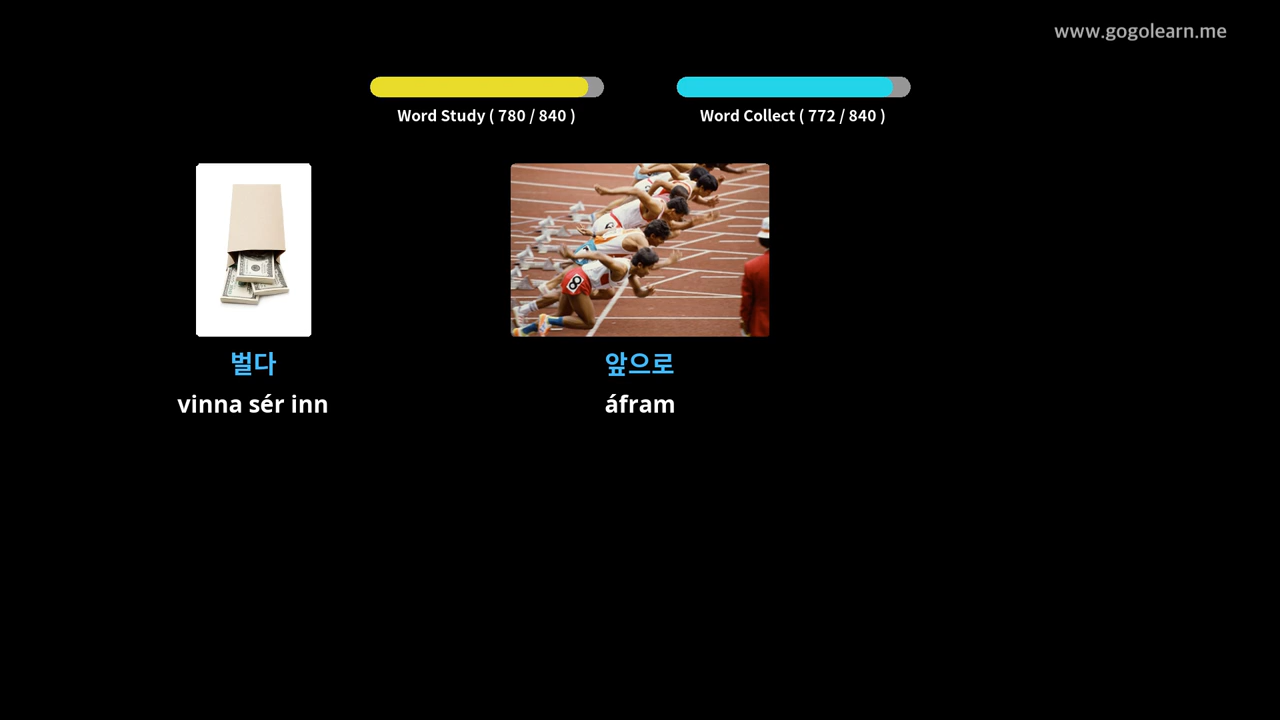 www.gogolearn.me
Word Study ( 780 / 840 )
Word Collect ( 772 / 840 )
8
벌다
vinna sér inn
앞으로
áfram